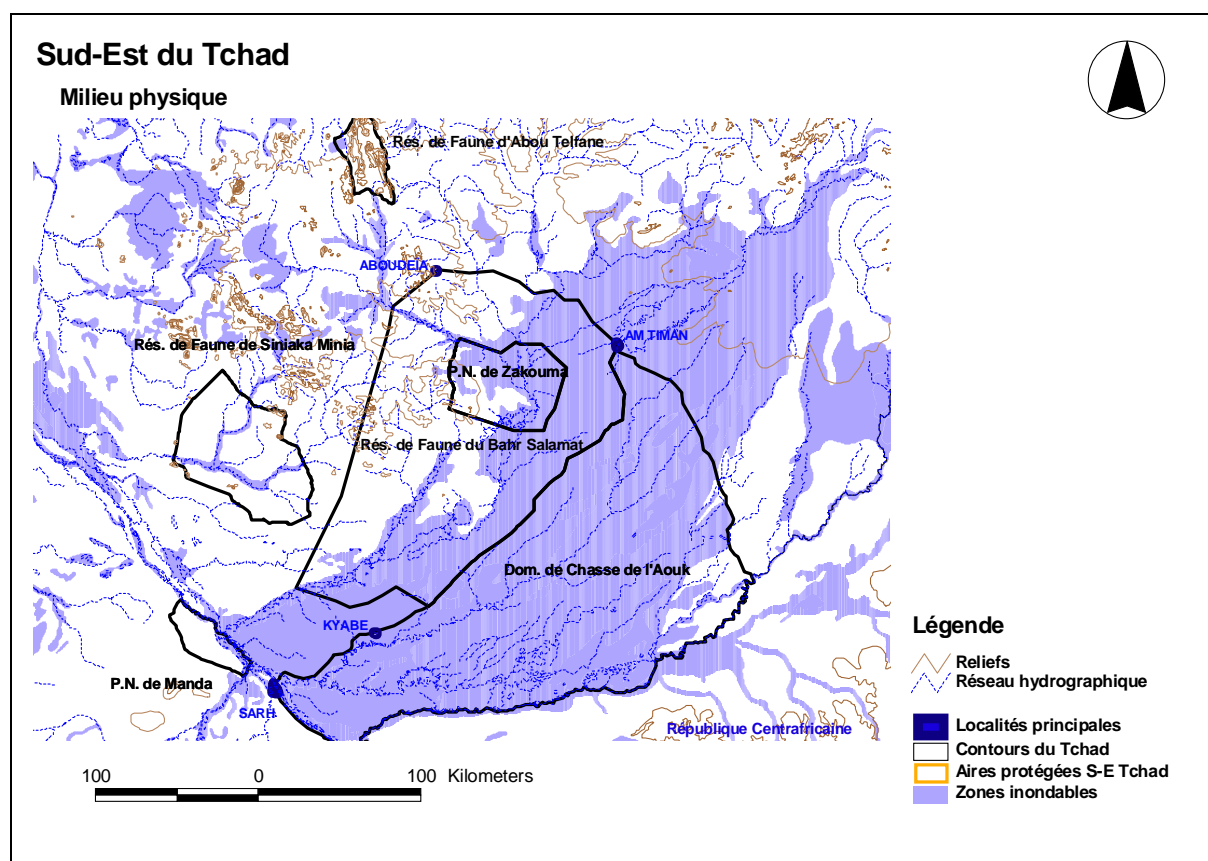 Sud-Est du Tchad
Milieu physique
Rés. de Faune d'Abou Telfane
ABOUDEIA
AM TIMAN
Rés. de Faune de Siniaka Minia
P.N. de Zakouma
Rés. de Faune du Bahr Salamat
Dom. de Chasse de l'Aouk
KYABE
P.N. de Manda
SARH
République Centrafricaine
100 0 100 Kilometers
Légende
Reliefs
Réseau hydrographique
Localités principales
Contours du Tchad
Aires protégées S-E Tchad
Zones inondables